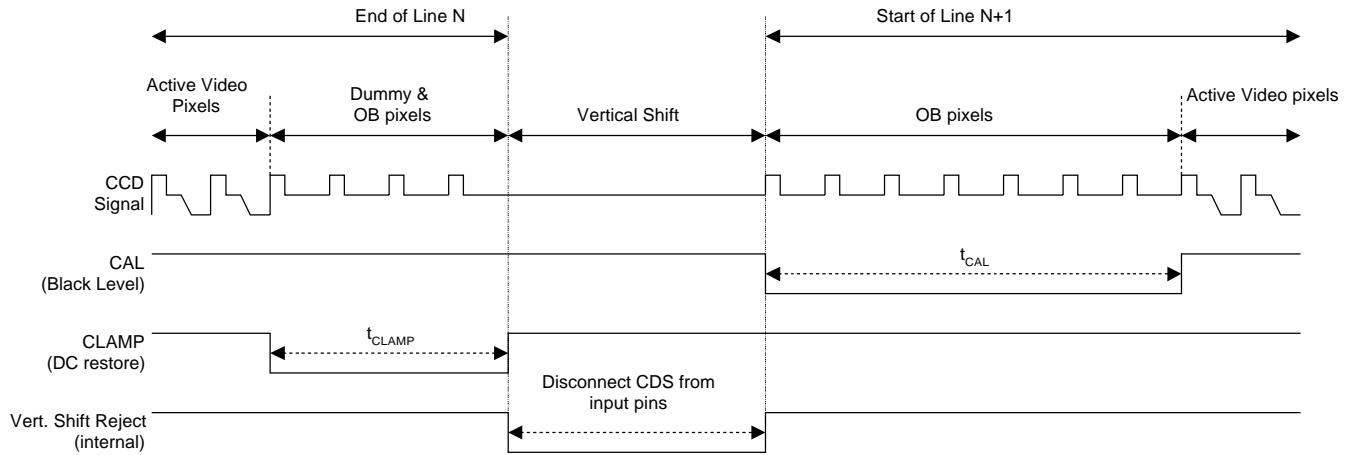 End of Line N
Start of Line N+1
Active Video
Pixels
Dummy &
OB pixels
Vertical Shift
OB pixels
Active Video pixels
CCD
Signal
CAL
(Black Level)
tCAL
CLAMP
(DC restore)
tCLAMP
Disconnect CDS from
input pins
Vert. Shift Reject
(internal)